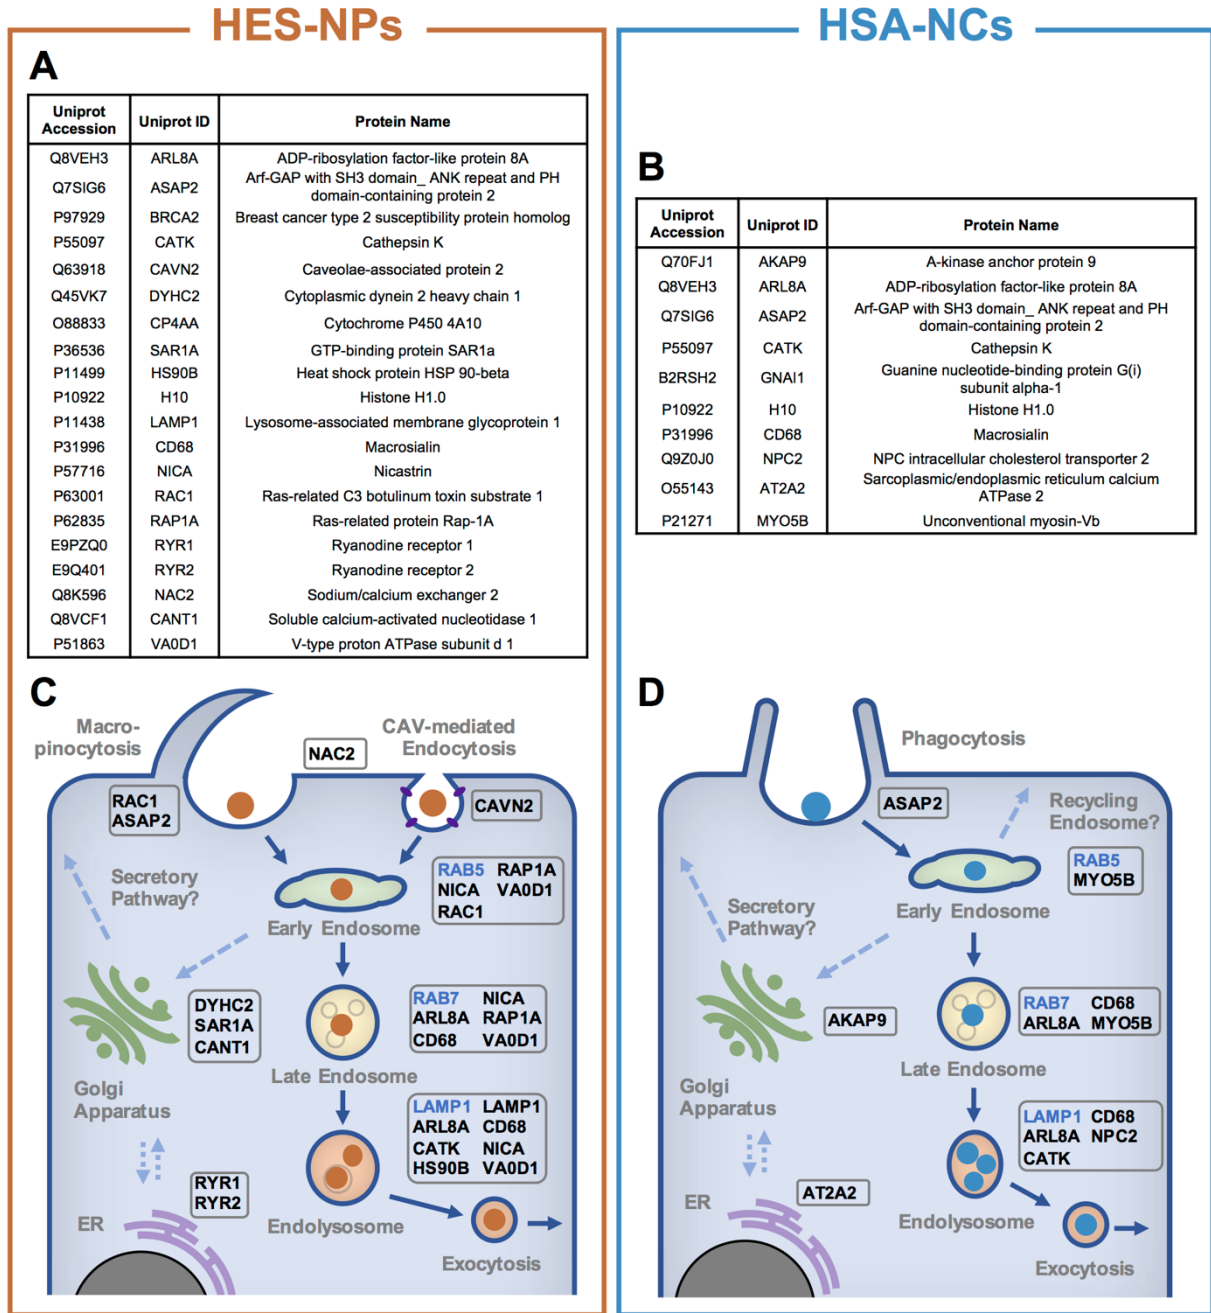 HES-NPs
HSA-NCs
A
Uniprot Accession Uniprot ID Protein Name
Q8VEH3 ARL8A ADP-ribosylation factor-like protein 8A
Q7SIG6 ASAP2 Arf-GAP with SH3 domain_ ANK repeat and PH
domain-containing protein 2
P97929 BRCA2 Breast cancer type 2 susceptibility protein homolog
P55097 CATK Cathepsin K
Q63918 CAVN2 Caveolae-associated protein 2
Q45VK7 DYHC2 Cytoplasmic dynein 2 heavy chain 1
O88833 CP4AA Cytochrome P450 4A10
P36536 SAR1A GTP-binding protein SAR1a
P11499 HS90B Heat shock protein HSP 90-beta
P10922 H10 Histone H1.0
P11438 LAMP1 Lysosome-associated membrane glycoprotein 1
P31996 CD68 Macrosialin
P57716 NICA Nicastrin
P63001 RAC1 Ras-related C3 botulinum toxin substrate 1
P62835 RAP1A Ras-related protein Rap-1A
E9PZQ0 RYR1 Ryanodine receptor 1
E9Q401 RYR2 Ryanodine receptor 2
Q8K596 NAC2 Sodium/calcium exchanger 2
Q8VCF1 CANT1 Soluble calcium-activated nucleotidase 1
P51863 VA0D1 V-type proton ATPase subunit d 1
B
Uniprot Accession Uniprot ID Protein Name
Q70FJ1 AKAP9 A-kinase anchor protein 9
Q8VEH3 ARL8A ADP-ribosylation factor-like protein 8A
Q7SIG6 ASAP2 Arf-GAP with SH3 domain_ ANK repeat and PH
domain-containing protein 2
P55097 CATK Cathepsin K
B2RSH2 GNAI1 Guanine nucleotide-binding protein G(i)
subunit alpha-1
P10922 H10 Histone H1.0
P31996 CD68 Macrosialin
Q9Z0J0 NPC2 NPC intracellular cholesterol transporter 2
O55143 AT2A2 Sarcoplasmic/endoplasmic reticulum calcium
ATPase 2
P21271 MYO5B Unconventional myosin-Vb
C
Macro-
pinocytosis
NAC2
CAV-mediated
Endocytosis
RAC1
ASAP2
CAVN2
RAB5 RAP1A
NICA VA0D1
RAC1
Secretory
Pathway?
Early Endosome
DYHC2
SAR1A
CANT1
RAB7 NICA
ARL8A RAP1A
CD68 VA0D1
Late Endosome
Golgi
Apparatus
LAMP1 LAMP1
ARL8A CD68
CATK NICA
HS90B VA0D1
RYR1
RYR2
ER
Endolysosome
Exocytosis
D
Phagocytosis
ASAP2
Recycling
Endosome?
RAB5
MYO5B
Secretory
Pathway?
Early Endosome
AKAP9
RAB7 CD68
ARL8A MYO5B
Late Endosome
Golgi
Apparatus
LAMP1 CD68
ARL8A NPC2
CATK
AT2A2
ER
Endolysosome
Exocytosis